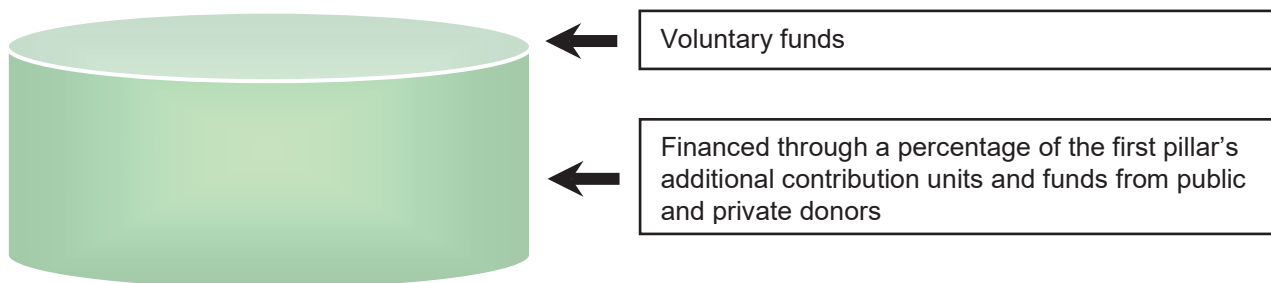 Voluntary funds
Financed through a percentage of the first pillar’s
additional contribution units and funds from public
and private donors